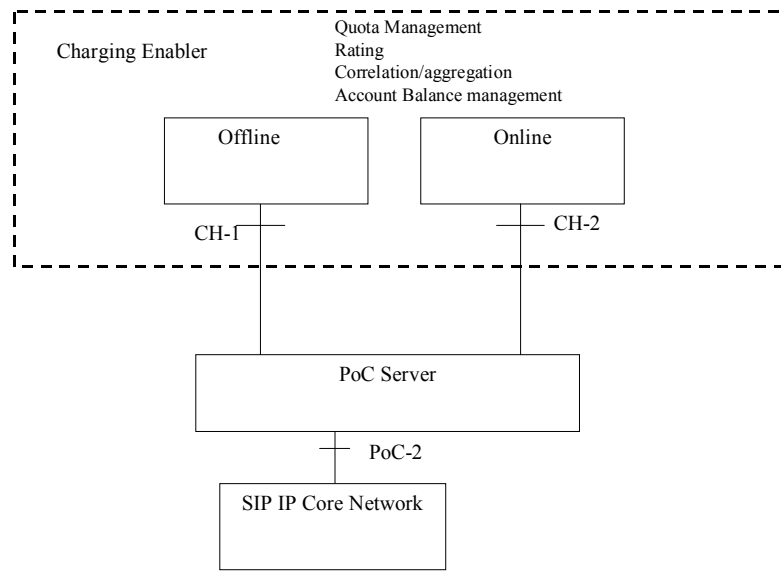 Charging Enabler
Quota Management
Rating
Correlation/aggregation
Account Balance management
Offline
Online
CH-1
CH-2
PoC Server
PoC-2
SIP IP Core Network